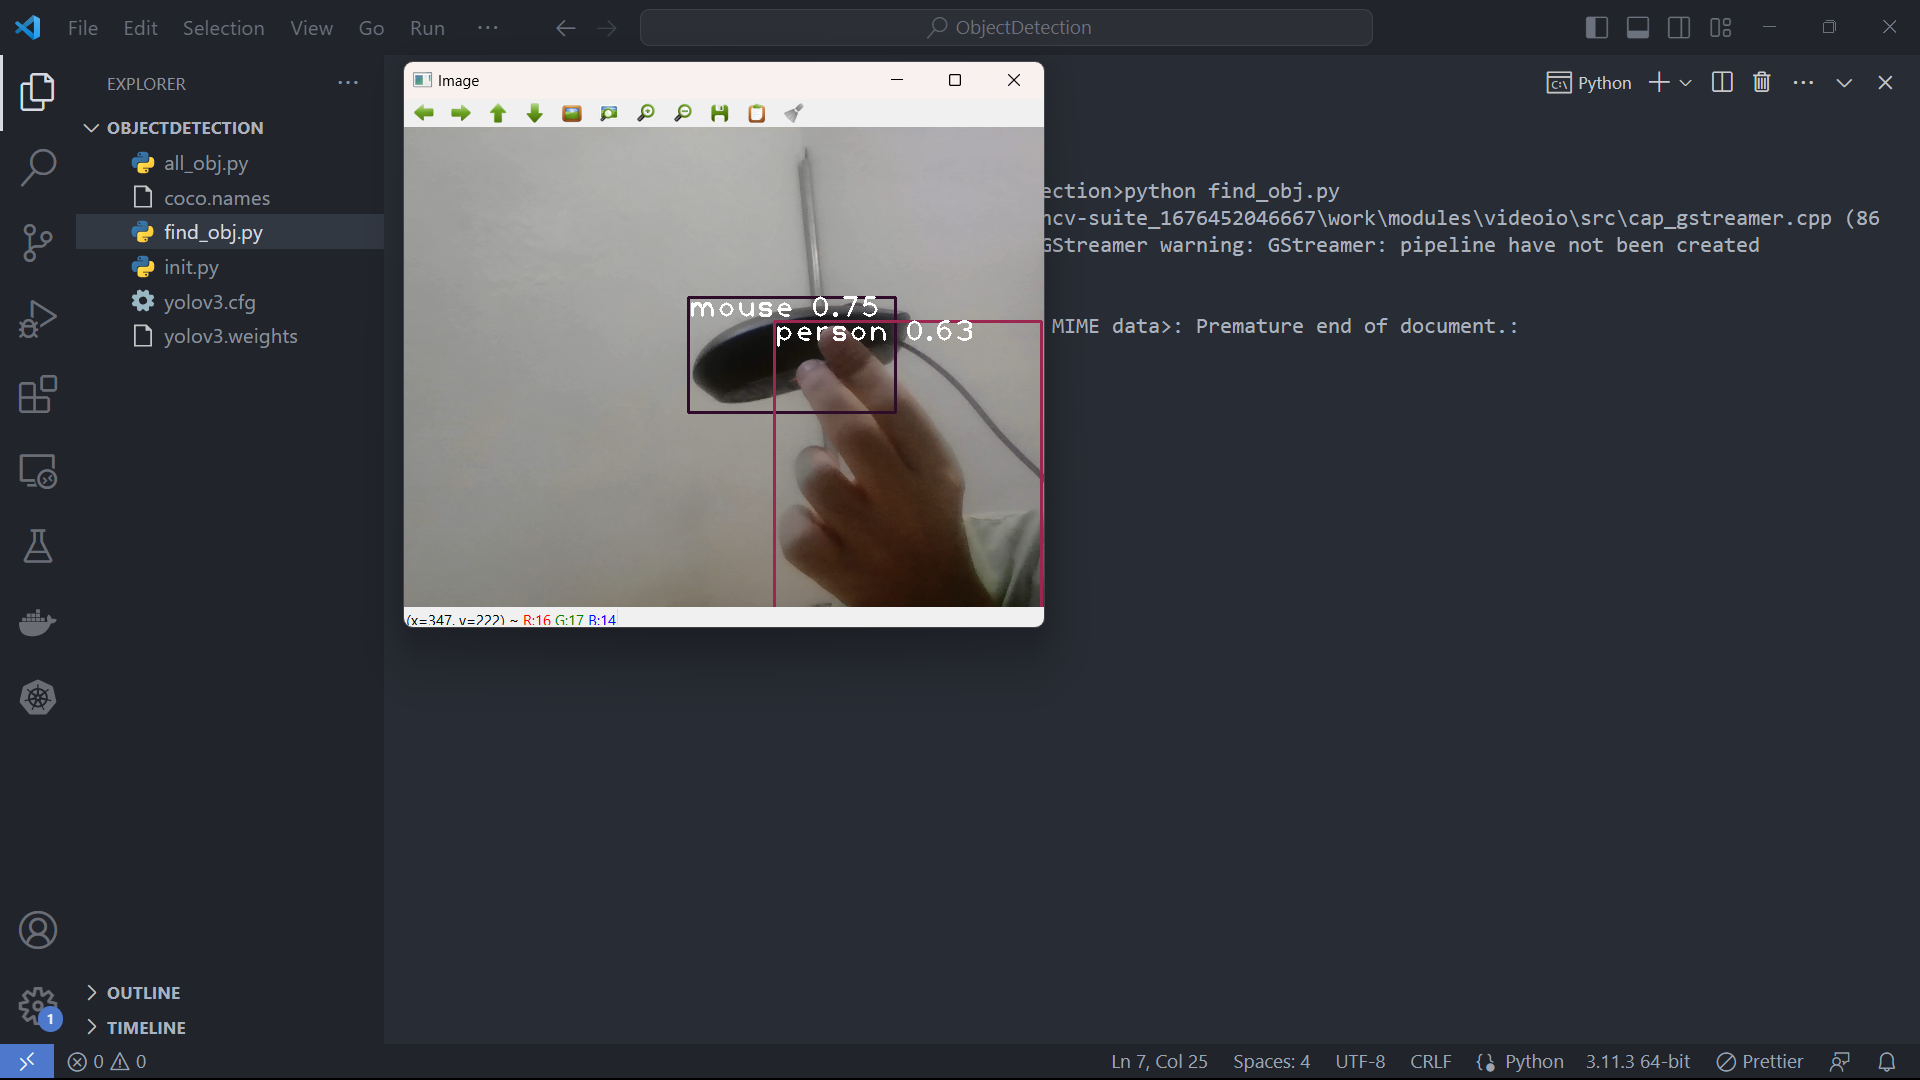 File Edit Selection View Go Run ···
ObjectDetection
EXPLORER
OBJECTDETECTION
all_obj.py
coco.names
find_obj.py
init.py
yolov3.cfg
yolov3.weights
OUTLINE
TIMELINE
Image
mouse 0.75
person 0.63
(x=347, y=222) ~ R:16 G:17 B:14
Python
ection>python find_obj.py
ncv-suite_1676452046667\work\modules\videoio\src\cap_gstreamer.cpp (86
GStreamer warning: GStreamer: pipeline have not been created
MIME data>: Premature end of document.:
1
0 0
Ln 7, Col 25 Spaces: 4 UTF-8 CRLF Python 3.11.3 64-bit Prettier